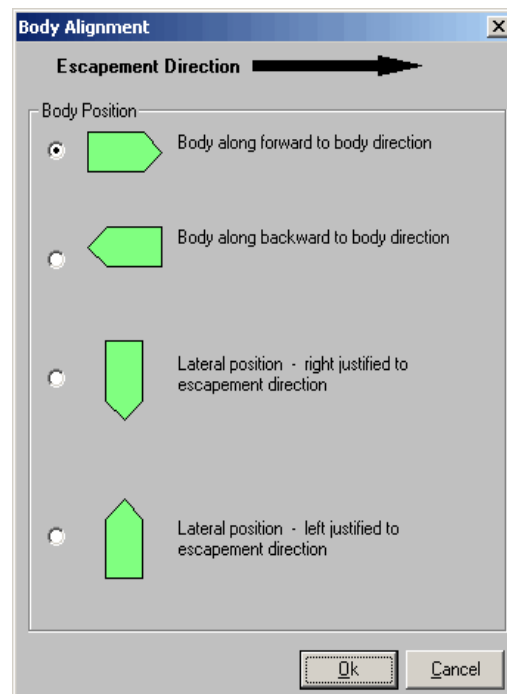 Body Alignment
Escapement Direction
Body Position
Body along forward to body direction
Body along backward to body direction
Lateral position - right justified to
escapement direction
Lateral position - left justified to
escapement direction
Ok
Cancel